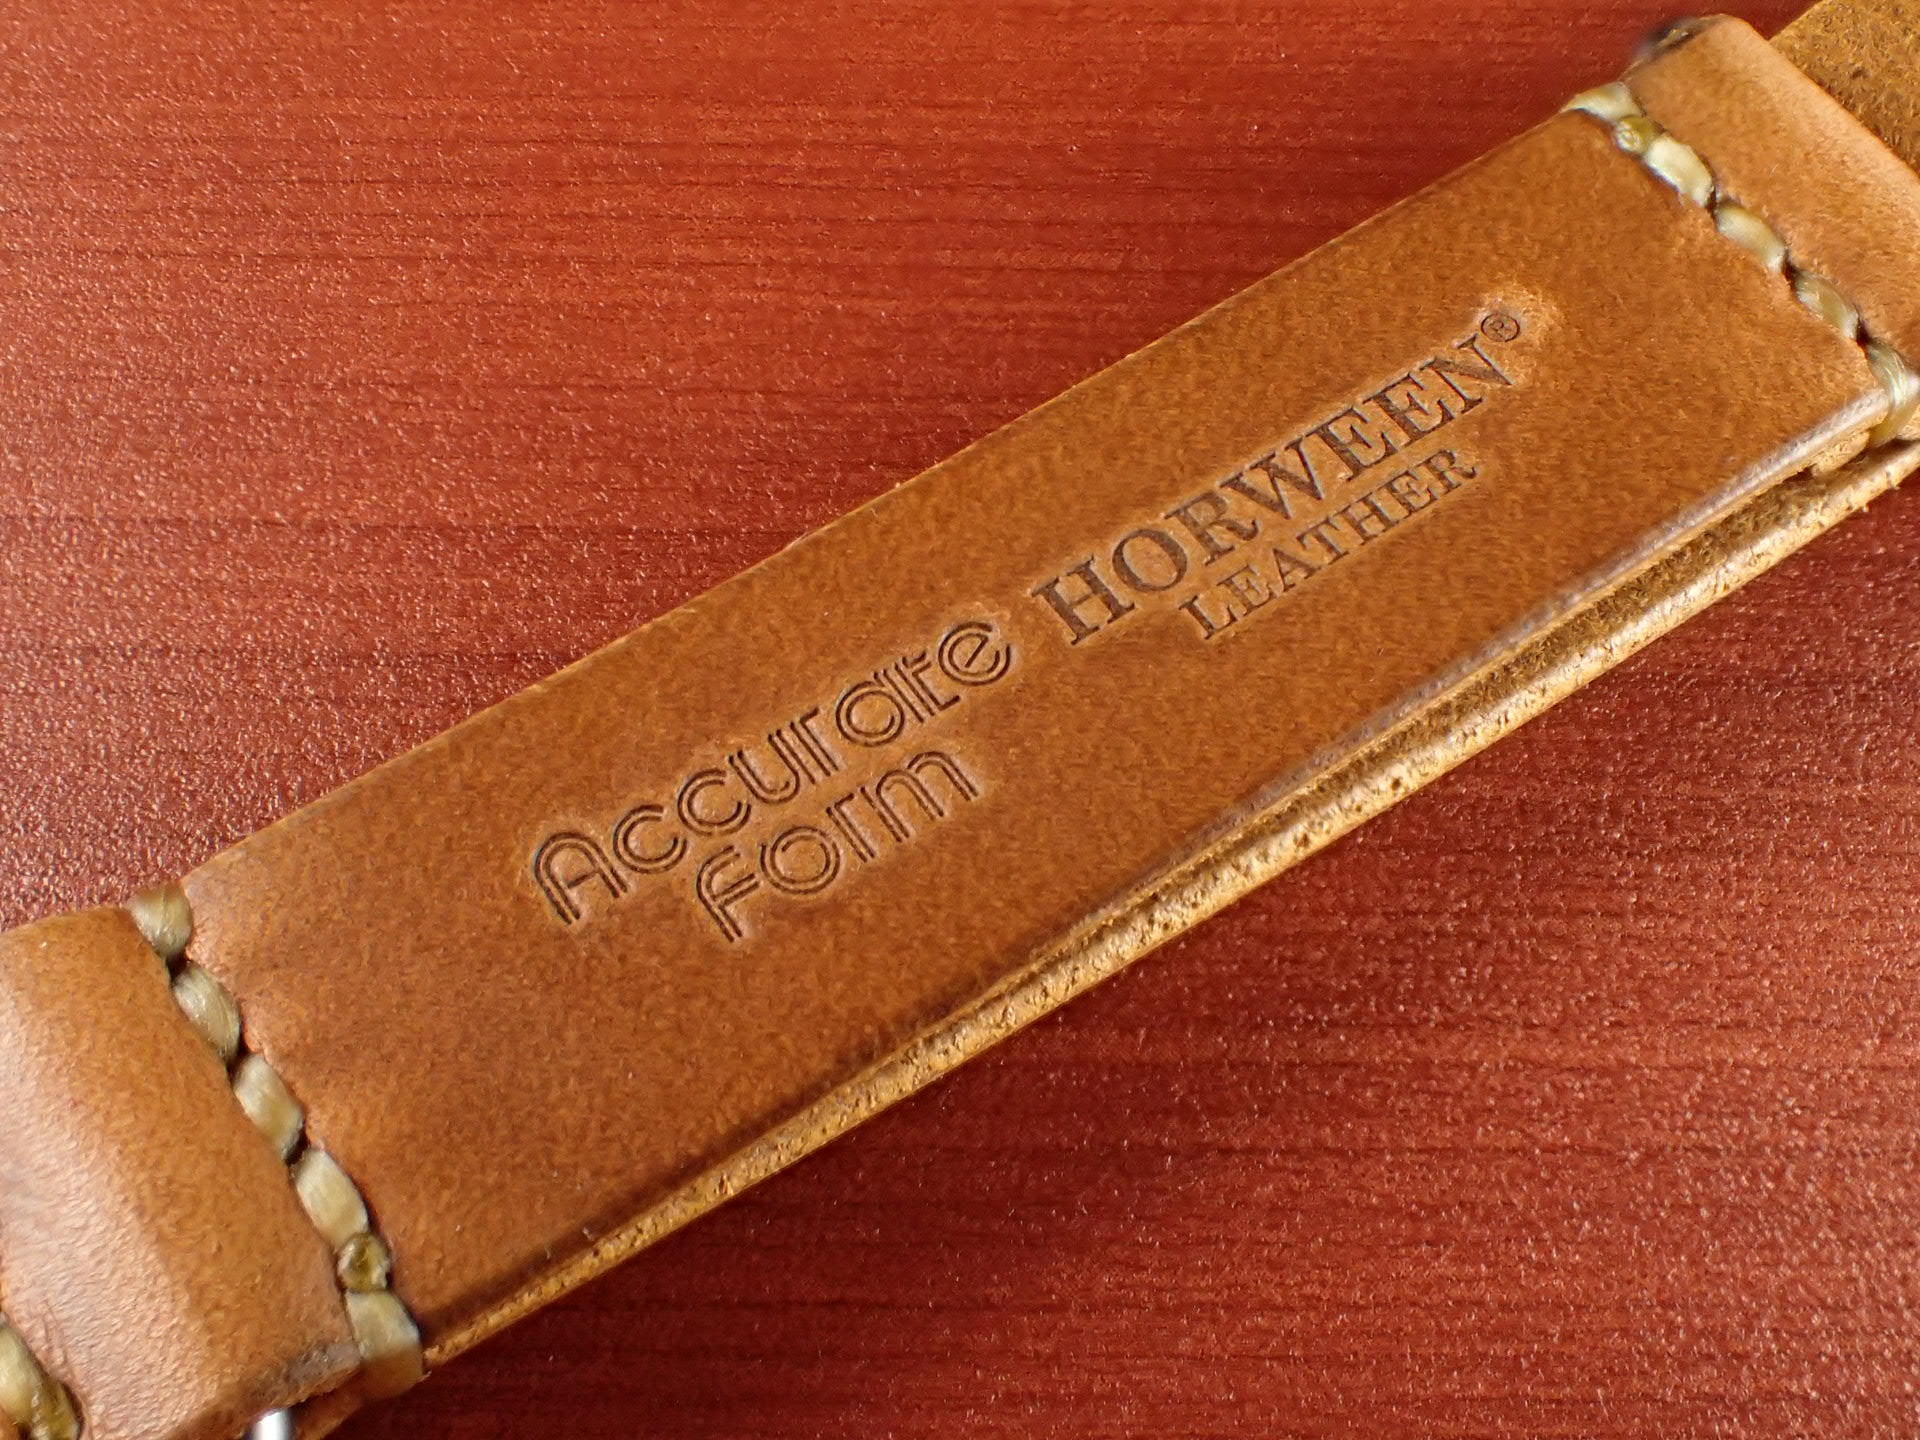 Accurate
Form
HORWEEN®
LEATHER